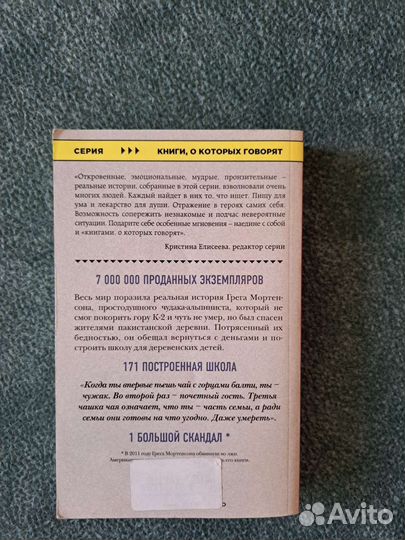 СЕРИЯ
КНИГИ, О КОТОРЫХ ГОВОРЯТ
«Откровенные, эмоциональные, мудрые, пронзительные –
реальные истории, собранные в этой серии, взволновали очень
многих людей. Каждый найдет в них то, что ищет. Пищу для
ума и лекарство для души. Отражение в героях самих себя.
Возможность сопережить незнакомые и подчас невероятные
ситуации. Подарите себе особенные мгновения – наедине с собой
и «книгами, о которых говорят».
Кристина Елисеева, редактор серии
7 000 000 ПРОДАННЫХ ЭКЗЕМПЛЯРОВ
Весь мир поразила реальная история Грега Мортен-
сона, простодушного чудака-альпиниста, который не
смог покорить гору К-2 и чуть не умер, но был спасен
жителями пакистанской деревни. Потрясенный их
бедностью, он обещал вернуться с деньгами и по-
строить школу для деревенских детей.
171 ПОСТРОЕННАЯ ШКОЛА
«Когда ты впервые пьешь чай с горцами балти, ты –
чужак. Во второй раз – почетный гость. Третья
чашка чая означает, что ты – часть семьи, а ради
семьи они готовы на что угодно. Даже умереть».
1 БОЛЬШОЙ СКАНДАЛ *
* В 2011 году Грега Мортенсона обвинили во лжи.
его книги.
Avito